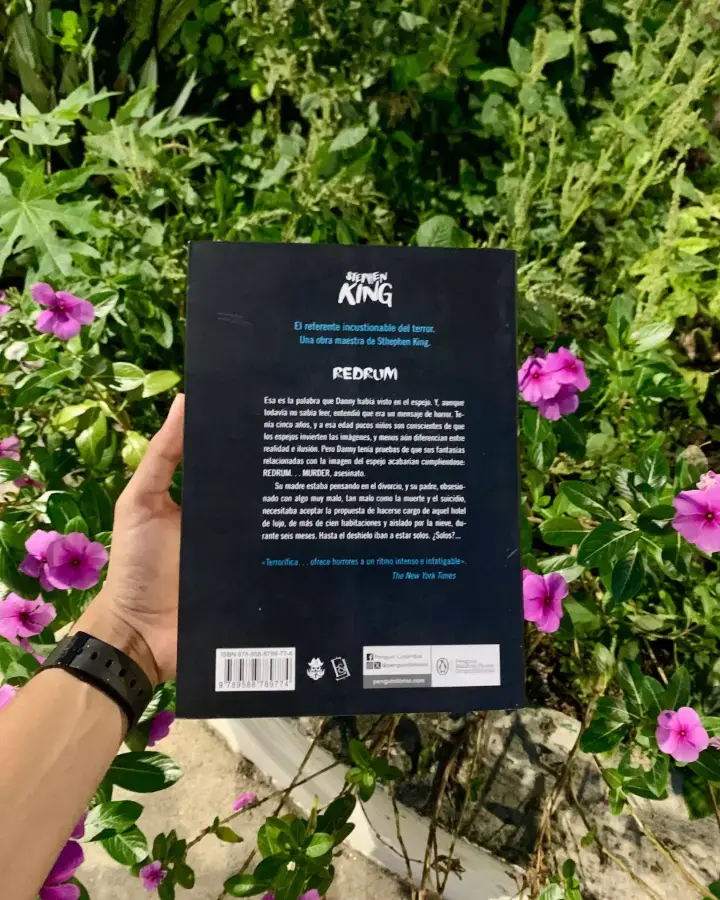 STEPHEN
KING
El referente incustionable del terror.
Una obra maestra de Sthephen King.
REDRUM
Esa es la palabra que Danny había visto en el espejo. Y, aunque
todavía no sabía leer, entendió que era un mensaje de horror. Te-
nía cinco años, y a esa edad pocos niños son conscientes de que
los espejos invierten las imágenes, y menos aún diferencian entre
realidad e ilusión. Pero Danny tenía pruebas de que sus fantasías
relacionadas con la imagen del espejo acabarían cumpliéndose:
REDRUM... MURDER, asesinato.
Su madre estaba pensando en el divorcio, y su padre, obsesio-
nado con algo muy malo, tan malo como la muerte y el suicidio,
necesitaba aceptar la propuesta de hacerse cargo de aquel hotel
de lujo, de más de cien habitaciones y aislado por la nieve, du-
rante seis meses. Hasta el deshielo iban a estar solos. ¿Solos?...
«Terrorífica... ofrece horrores a un ritmo intenso e infatigable».
The New York Times
9 789588 789774
penguinlibros.com